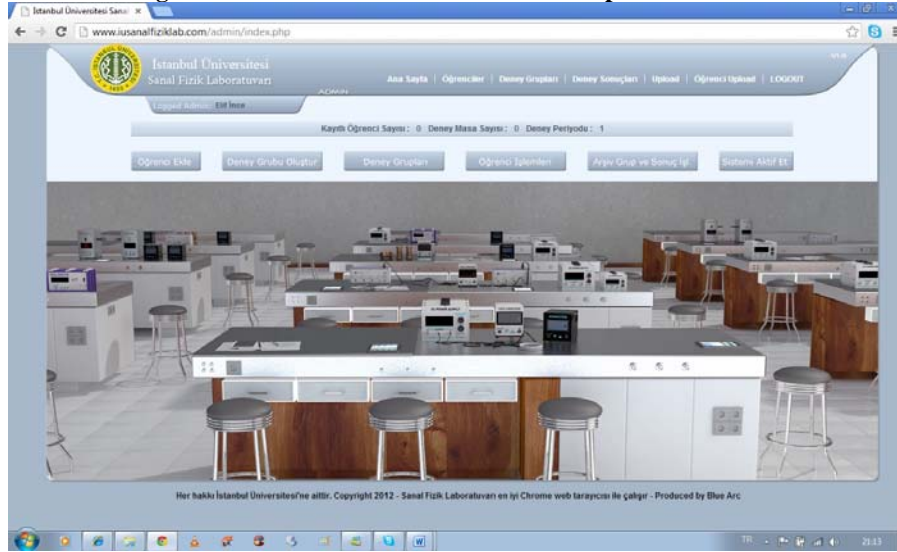 İstanbul Üniversitesi Sana
www.iusanalfiziklab.com/admin/index.php
İstanbul Üniversitesi
Sanal Fizik Laboratuvarı
ADMIN
Ana Sayfa | Öğrenciler | Deney Grupları | Deney Sonuçları | Upload | Öğrenci Upload | LOGOUT
Logged Admin: Elif İnce
Kayıtlı Öğrenci Sayısı : 0 Deney Masa Sayısı : 0 Deney Periyodu : 1
Öğrenci Ekle Deney Grubu Oluştur Deney Grupları Öğrenci İşlemleri Arşiv Grup ve Sonuç İşl. Sistemi Aktif Et
Her hakkı İstanbul Üniversitesi'ne aittir. Copyright 2012 - Sanal Fizik Laboratuvarı en iyi Chrome web tarayıcısı ile çalışır - Produced by Blue Arc
TR 21:13